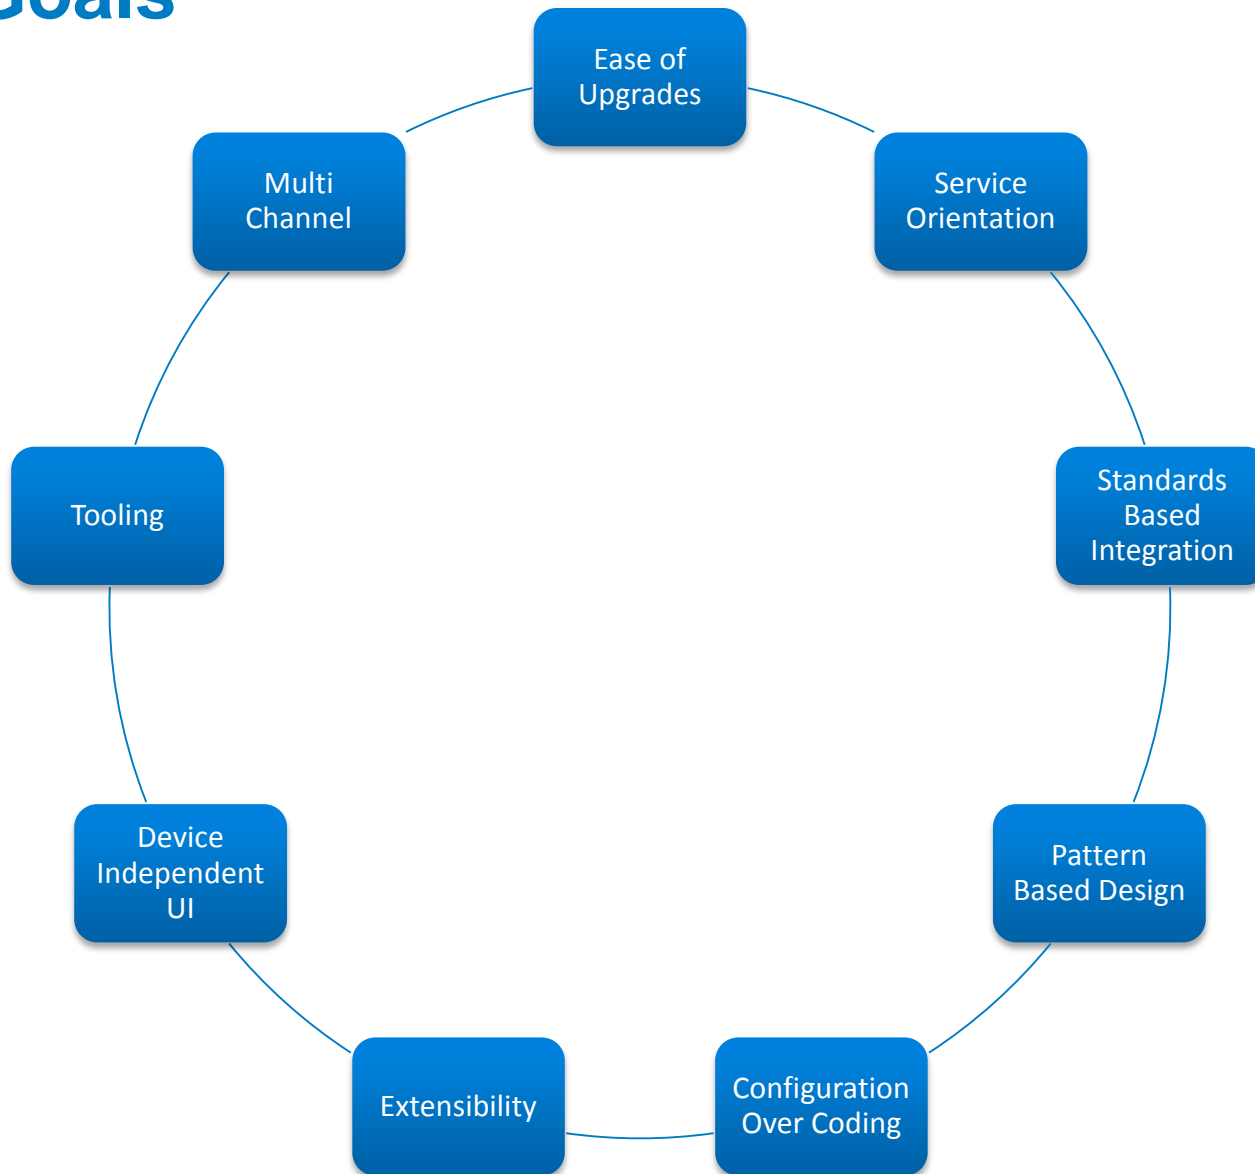 Goals
Ease of
Upgrades
Service
Orientation
Standards
Based
Integration
Pattern
Based Design
Configuration
Over Coding
Extensibility
Device
Independent
UI
Tooling
Multi
Channel